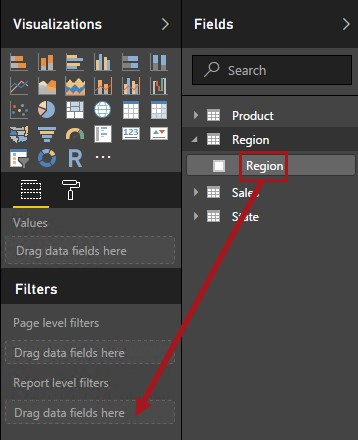 Visualizations
R
123
Values
Drag data fields here
Filters
Page level filters
Drag data fields here
Report level filters
Drag data fields here
Fields
Search
Product
Region
Region
Sales
State